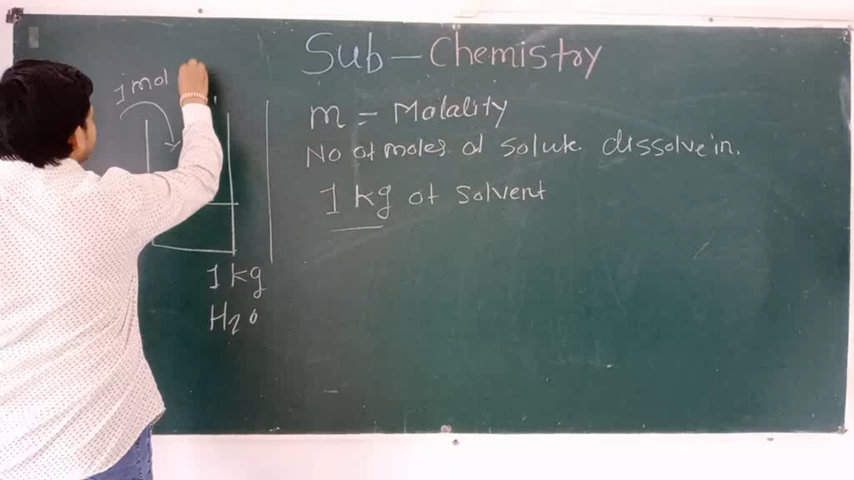 Sub - Chemistry
m = Molality
No of moles of solute dissolve in.
1 kg of solvent
1 mol
1 kg
H2O